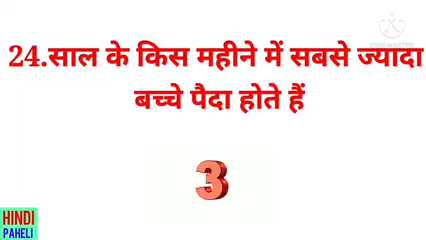 24.साल के किस महीने में सबसे ज्यादा
बच्चे पैदा होते हैं
3
HINDI
PAHELI